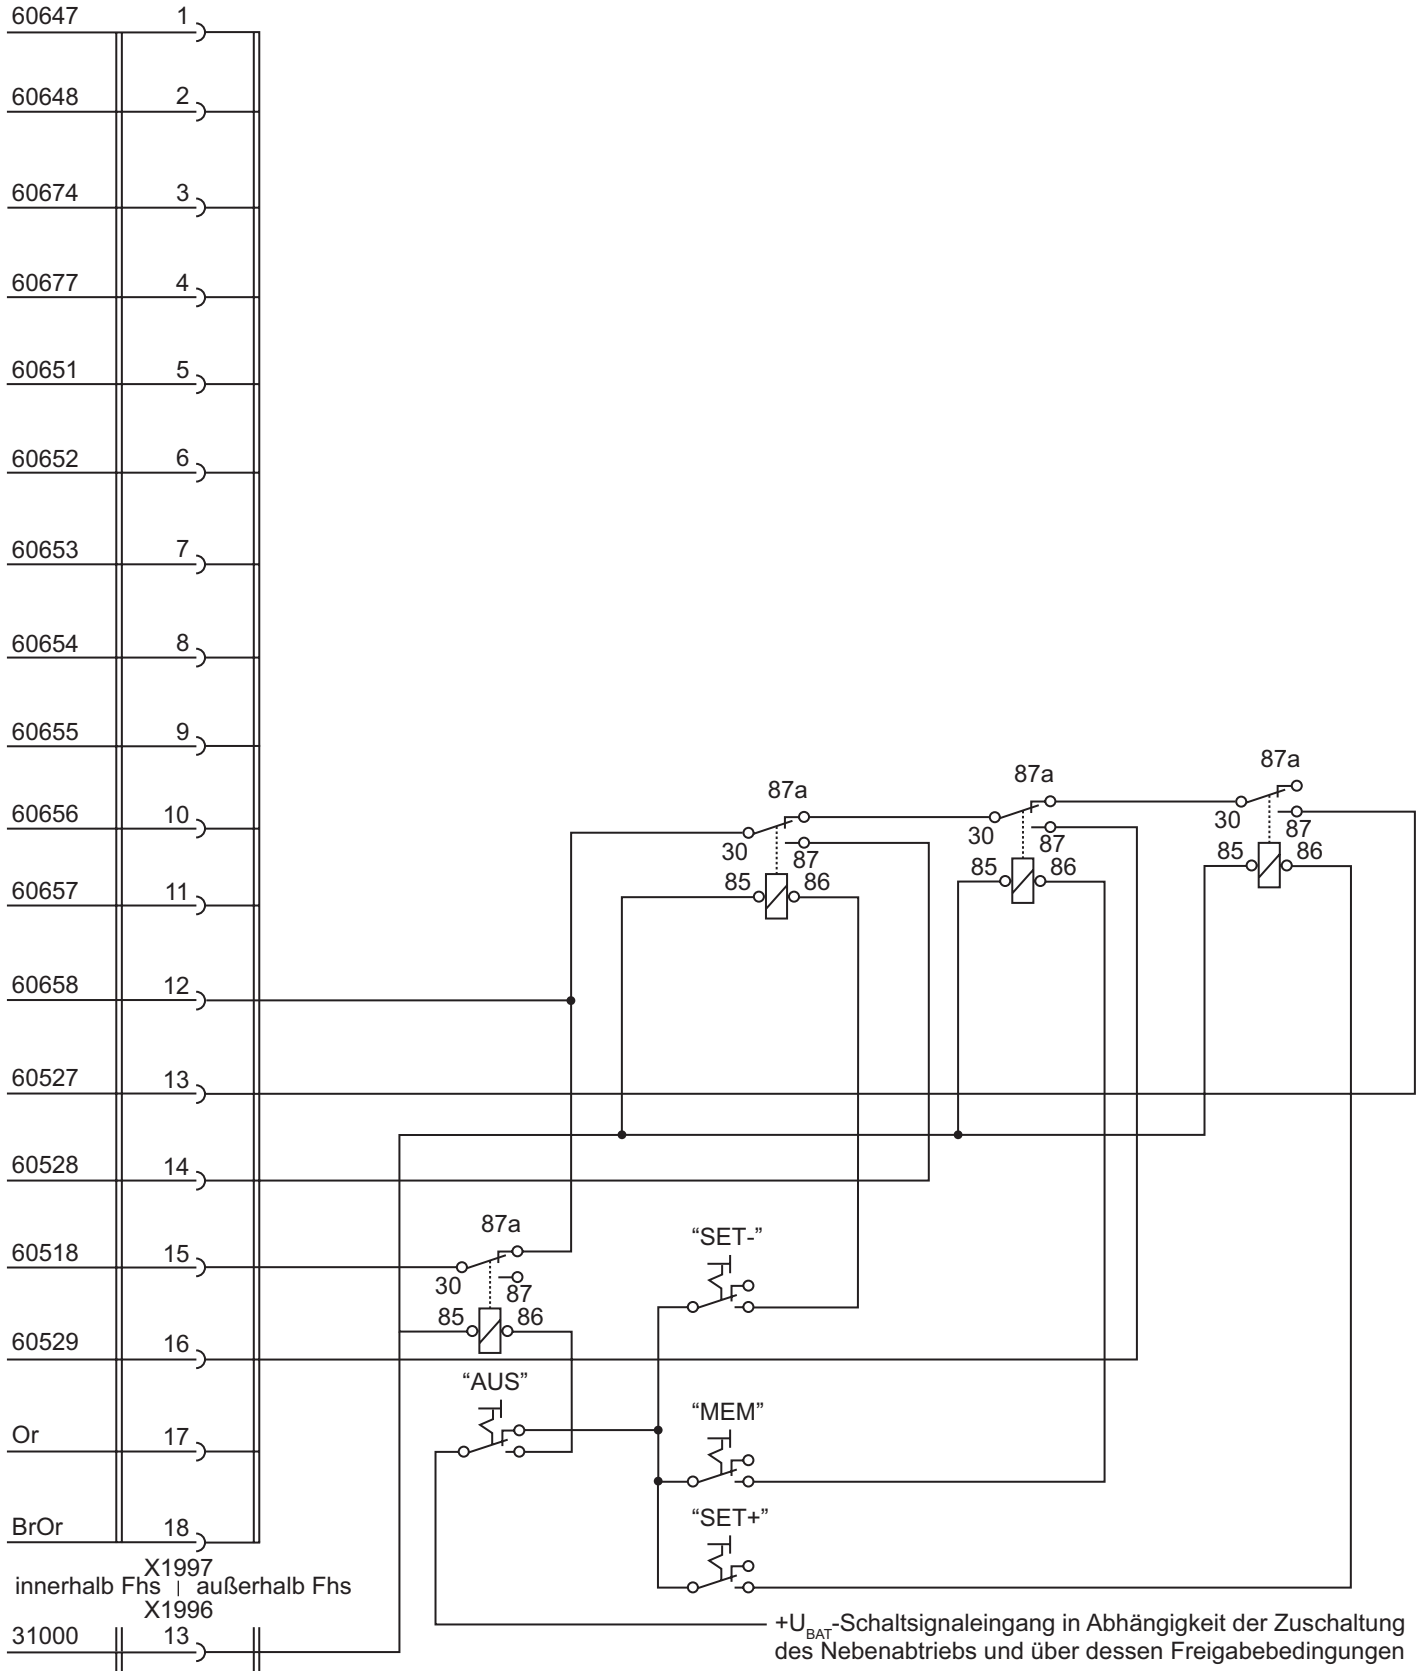 60647 1
60648 2
60674 3
60677 4
60651 5
60652 6
60653 7
60654 8
60655 9
87a
87a
87a
60656 10
30 87
30 87
30 87
85 86
85 86
85 86
60657 11
60658 12
60527 13
60528 14
87a
“SET-”
60518 15
30 87
85 86
60529 16
“AUS”
“MEM”
Or 17
“SET+”
BrOr 18
X1997
innerhalb Fhs | außerhalb Fhs
X1996
31000 13
+UBAT-Schaltsignaleingang in Abhängigkeit der Zuschaltung
des Nebenabtriebs und über dessen Freigabebedingungen